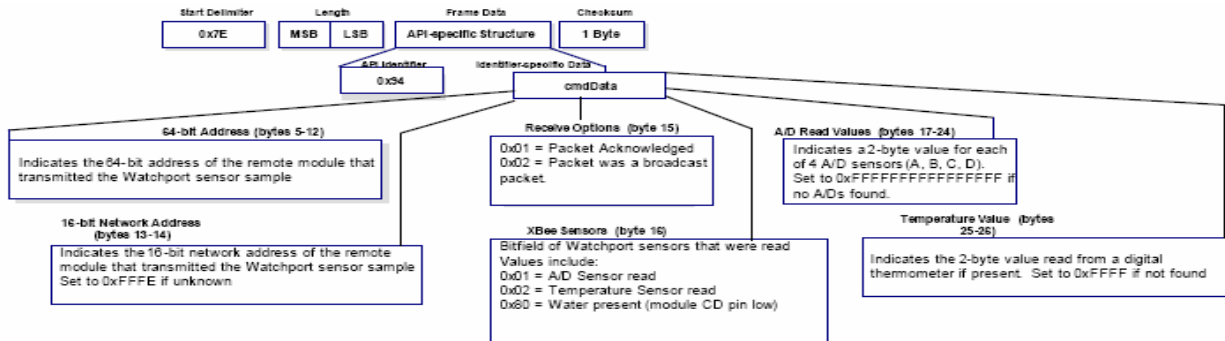 Start Delimiter
Length
Frame Data
Checksum
0x7E
MSB
LSB
API-specific Structure
1 Byte
API Identifier
Identifier-specific Data
0x94
cmdData
64-bit Address (bytes 5-12)
Indicates the 64-bit address of the remote module that
transmitted the Watchport sensor sample
Receive Options (byte 15)
0x01 = Packet Acknowledged
0x02 = Packet was a broadcast
packet.
A/D Read Values (bytes 17-24)
Indicates a 2-byte value for each
of 4 A/D sensors (A, B, C, D).
Set to 0xFFFFFFFFFFFFFFFF if
no A/Ds found.
16-bit Network Address
(bytes 13-14)
Indicates the 16-bit network address of the remote
module that transmitted the Watchport sensor sample
Set to 0xFFFE if unknown
XBee Sensors (byte 16)
Bitfield of Watchport sensors that were read
Values include:
0x01 = A/D Sensor read
0x02 = Temperature Sensor read
0x60 = Water present (module CD pin low)
Temperature Value (bytes
25-26)
Indicates the 2-byte value read from a digital
thermometer if present. Set to 0xFFFF if not found